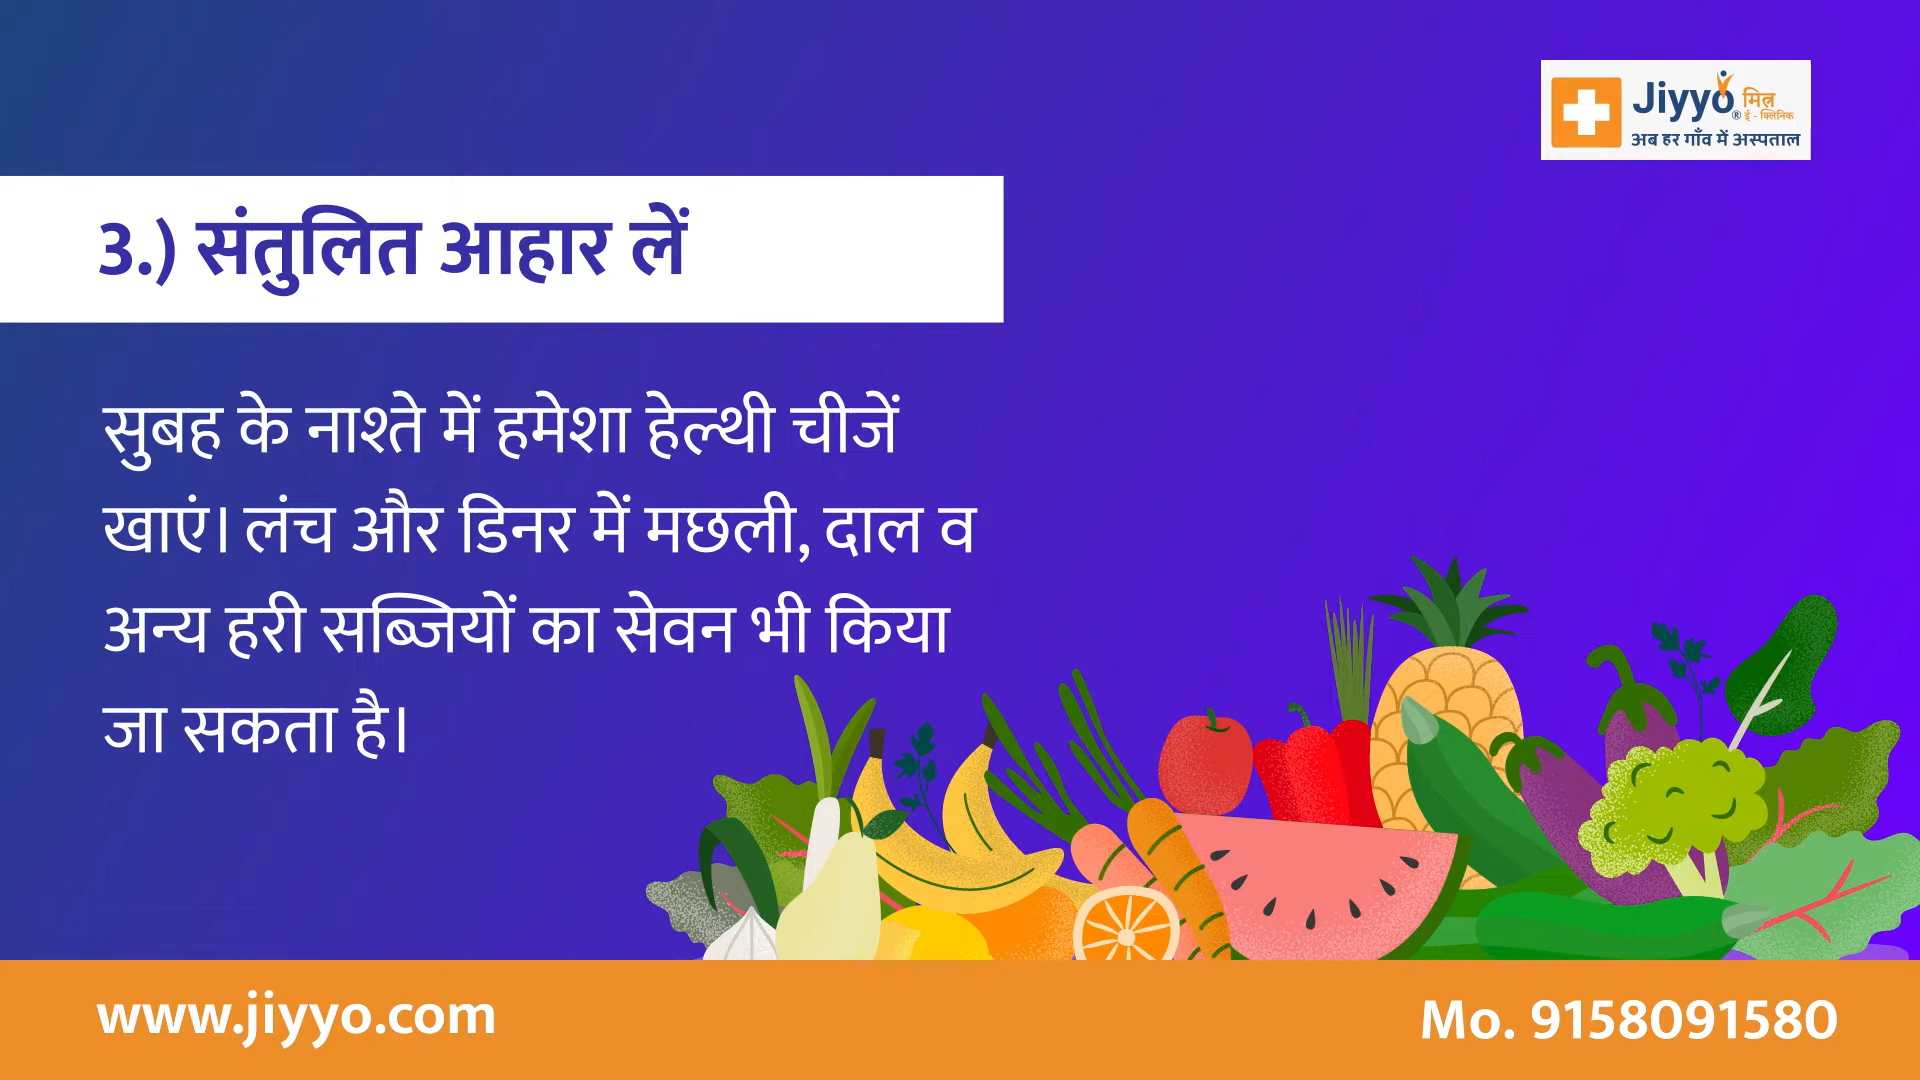 Jiyyo® मित्र
ई - क्लिनिक
अब हर गाँव में अस्पताल
3.) संतुलित आहार लें
सुबह के नाश्ते में हमेशा हेल्थी चीजें
खाएं। लंच और डिनर में मछली, दाल व
अन्य हरी सब्जियों का सेवन भी किया
जा सकता है।
www.jiyyo.com
Mo. 9158091580